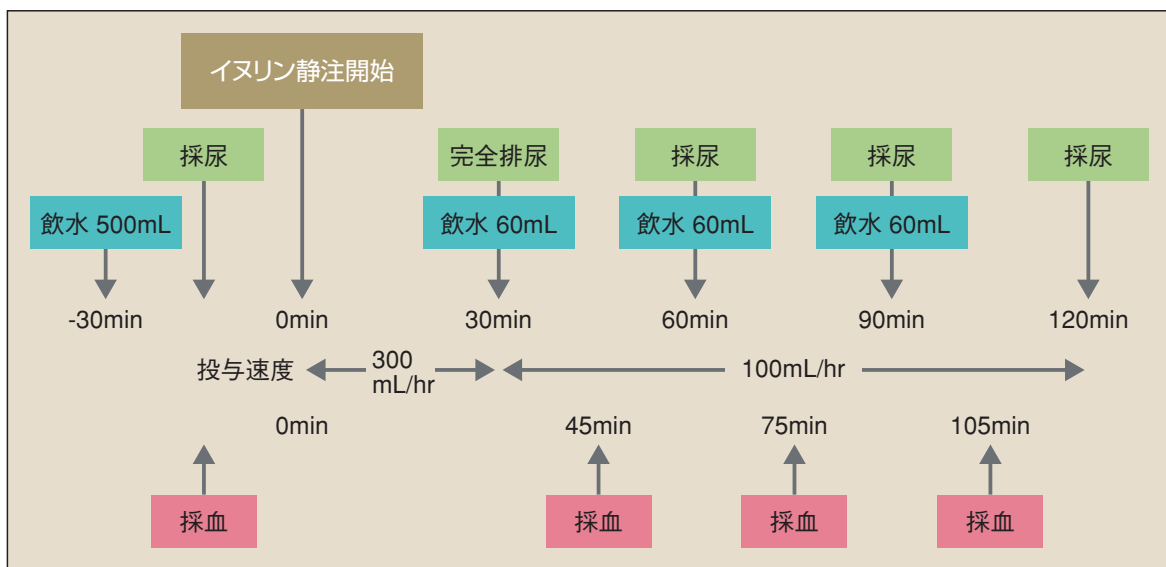 イヌリン静注開始
採尿
完全排尿
採尿
採尿
採尿
飲水 500mL
飲水 60mL
飲水 60mL
飲水 60mL
-30min
0min
30min
60min
90min
120min
投与速度
300
mL/hr
100mL/hr
0min
45min
75min
105min
採血
採血
採血
採血